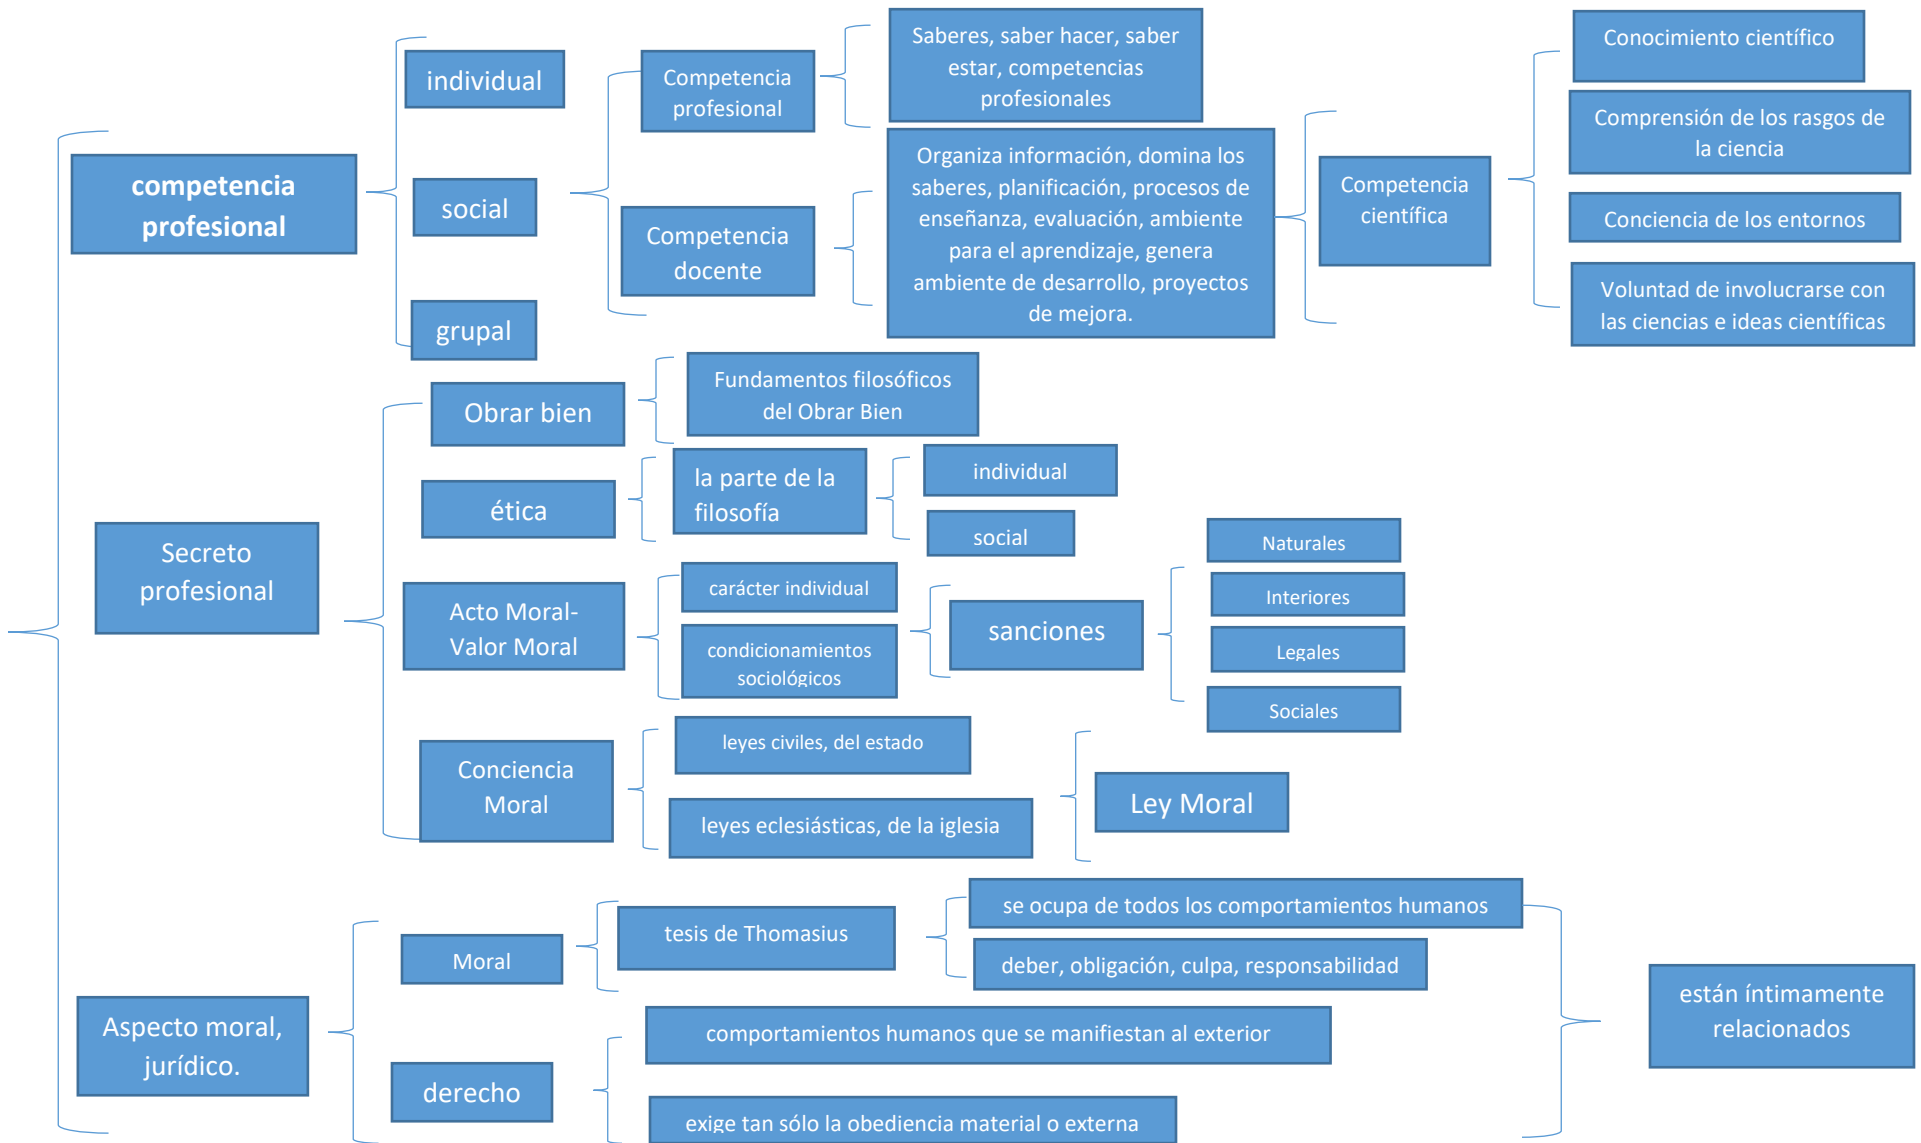 competencia
profesional
individual
social
grupal
Competencia
profesional
Saberes, saber hacer, saber
estar, competencias
profesionales
Competencia
docente
Organiza información, domina los
saberes, planificación, procesos de
enseñanza, evaluación, ambiente
para el aprendizaje, genera
ambiente de desarrollo, proyectos
de mejora.
Competencia
científica
Conocimiento científico
Comprensión de los rasgos de
la ciencia
Conciencia de los entornos
Voluntad de involucrarse con
las ciencias e ideas científicas
Secreto
profesional
Obrar bien
Fundamentos filosóficos
del Obrar Bien
ética
la parte de la
filosofía
individual
social
Acto Moral-
Valor Moral
carácter individual
condicionamientos
sociológicos
sanciones
Naturales
Interiores
Legales
Sociales
Conciencia
Moral
leyes civiles, del estado
leyes eclesiásticas, de la iglesia
Ley Moral
Aspecto moral,
jurídico.
Moral
tesis de Thomasius
se ocupa de todos los comportamientos humanos
deber, obligación, culpa, responsabilidad
derecho
comportamientos humanos que se manifiestan al exterior
exige tan sólo la obediencia material o externa
están íntimamente
relacionados